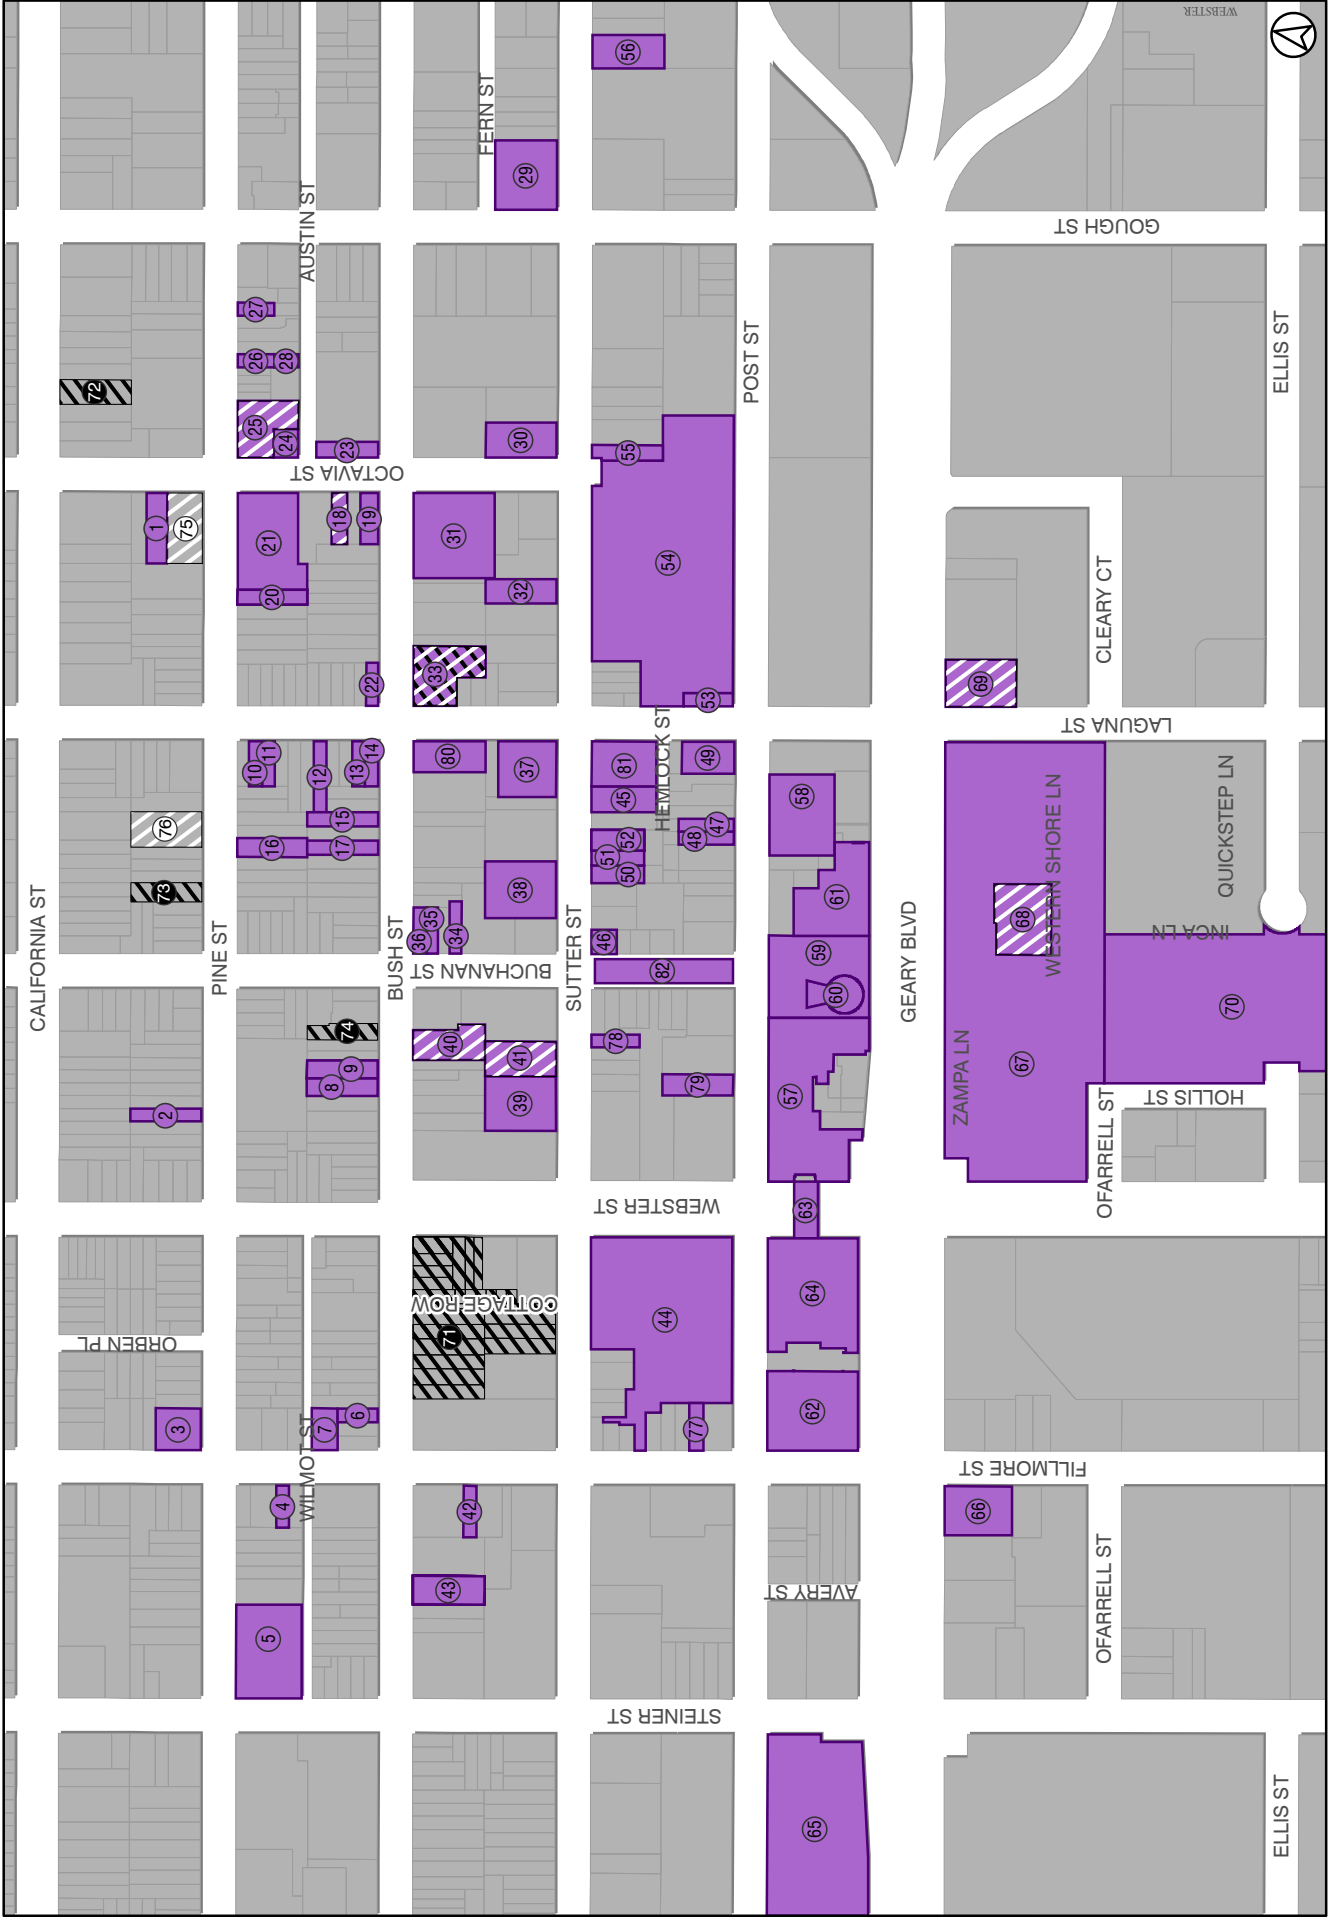 WEBSTER
56
FERN ST
29
AUSTIN ST
GOUGH ST
27
26
28
72
25
24
23
30
55
POST ST
ELLIS ST
OCTAVIA ST
1
75
21
20
18
19
22
31
32
33
54
53
CLEARY CT
69
HEMLOCK ST
LAGUNA ST
10
11
12
13
14
15
16
17
76
73
80
37
38
35
36
34
81
45
49
47
48
52
51
50
46
58
61
59
60
82
CALIFORNIA ST
PINE ST
BUSH ST
BUCHANAN ST
SUTTER ST
GEARY BLVD
WESTERN SHORE LN
68
QUICKSTEP LN
INCA LN
70
67
ZAMPA LN
OFARRELL ST
HOLLIS ST
74
9
8
2
40
41
39
78
79
57
63
WEBSTER ST
COTTAGE ROW
71
44
77
64
62
ORBEN PL
3
7
6
WILMOT ST
4
5
42
43
FILLMORE ST
66
AVERY ST
OFARRELL ST
STEINER ST
65
ELLIS ST